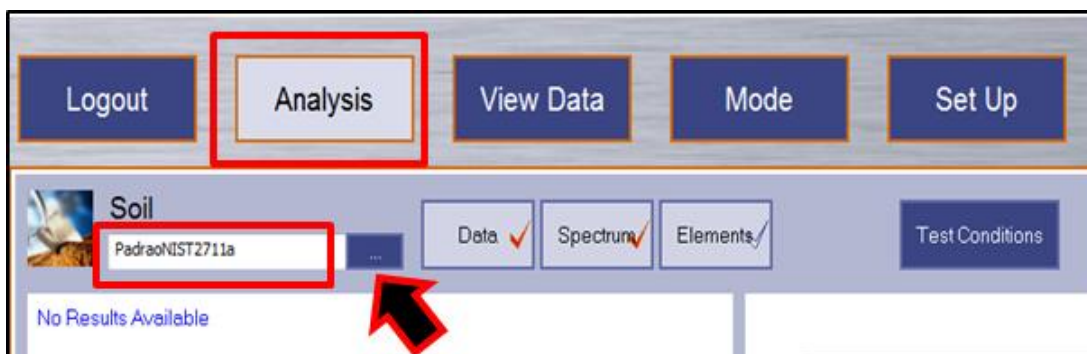 Logout Analysis View Data Mode Set Up
Soil
PadraoNIST2711a ... Data Spectrum Elements Test Conditions
No Results Available